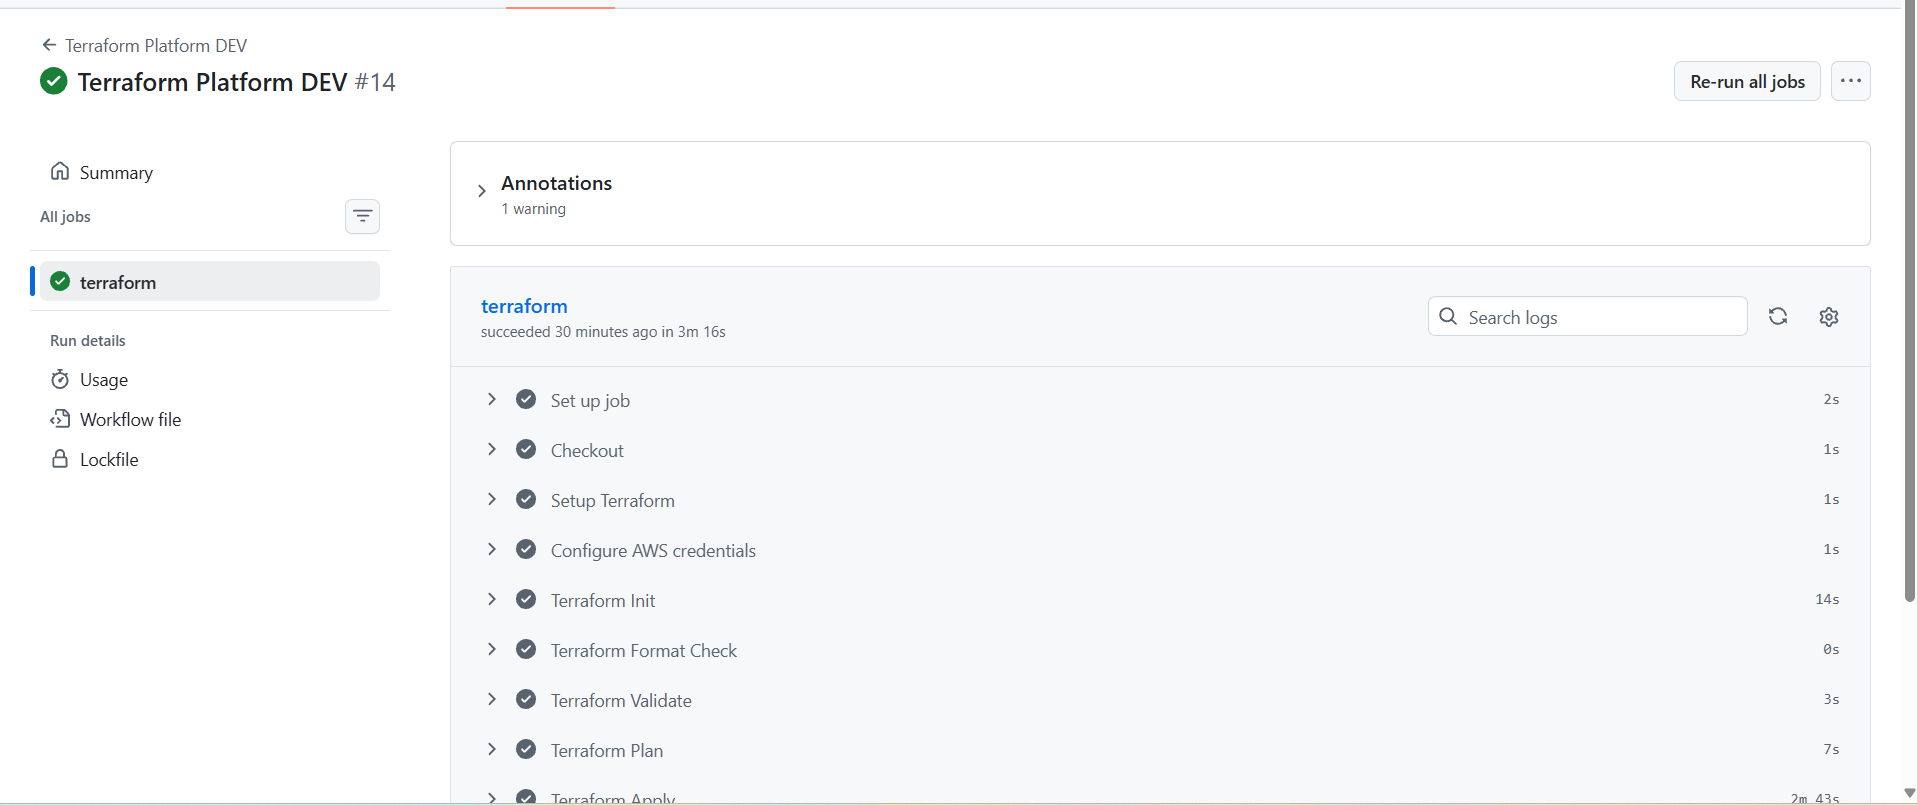 Terraform Platform DEV
Terraform Platform DEV #14
Re-run all jobs
Summary
All jobs
terraform
Run details
Usage
Workflow file
Lockfile
Annotations
1 warning
terraform
succeeded 30 minutes ago in 3m 16s
Search logs
Set up job 2s
Checkout 1s
Setup Terraform 1s
Configure AWS credentials 1s
Terraform Init 14s
Terraform Format Check 0s
Terraform Validate 3s
Terraform Plan 7s
Terraform Apply 2m 43s